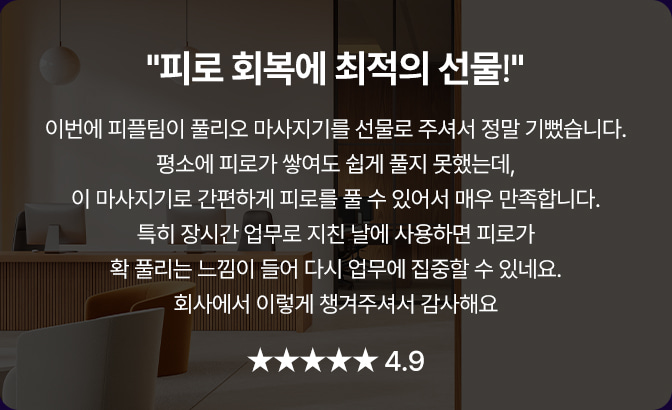 "피로 회복에 최적의 선물!"
이번에 피플팀이 풀리오 마사지기를 선물로 주셔서 정말 기뻤습니다.
평소에 피로가 쌓여도 쉽게 풀지 못했는데,
이 마사지기로 간편하게 피로를 풀 수 있어서 매우 만족합니다.
특히 장시간 업무로 지친 날에 사용하면 피로가
확 풀리는 느낌이 들어 다시 업무에 집중할 수 있네요.
회사에서 이렇게 챙겨주셔서 감사해요
★★★★★ 4.9